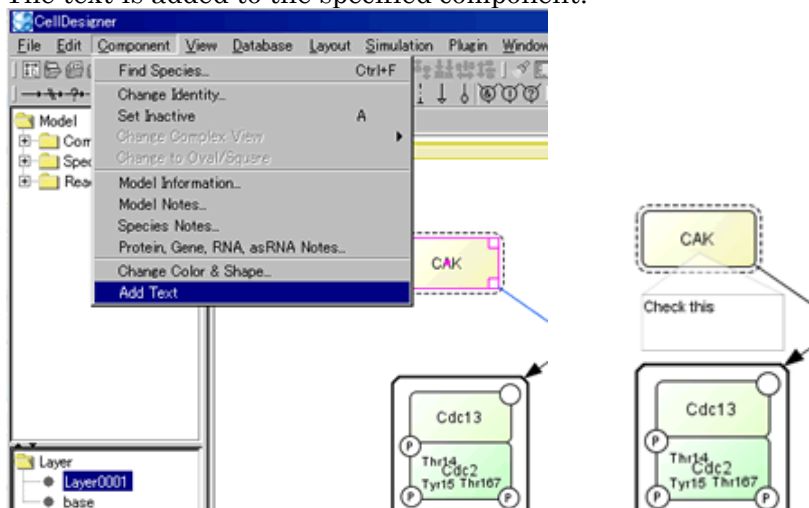 The text is added to the specified component.
CellDesigner
File Edit Component View Database Layout Simulation Plugin Window
Find Species... Ctrl+F
Change Identity...
Set Inactive A
Change Complex View
Change to Oval/Square
Model Information...
Model Notes...
Species Notes...
Protein, Gene, RNA, asRNA Notes...
Change Color & Shape...
Add Text
Model
Com
Spec
Rea
CAK
Cdc13
P
Thr14
Cdc2
Tyr15 Thr167
P P
Layer
Layer0001
base
CAK
Check this
Cdc13
P
Thr14
Cdc2
Tyr15 Thr167
P P